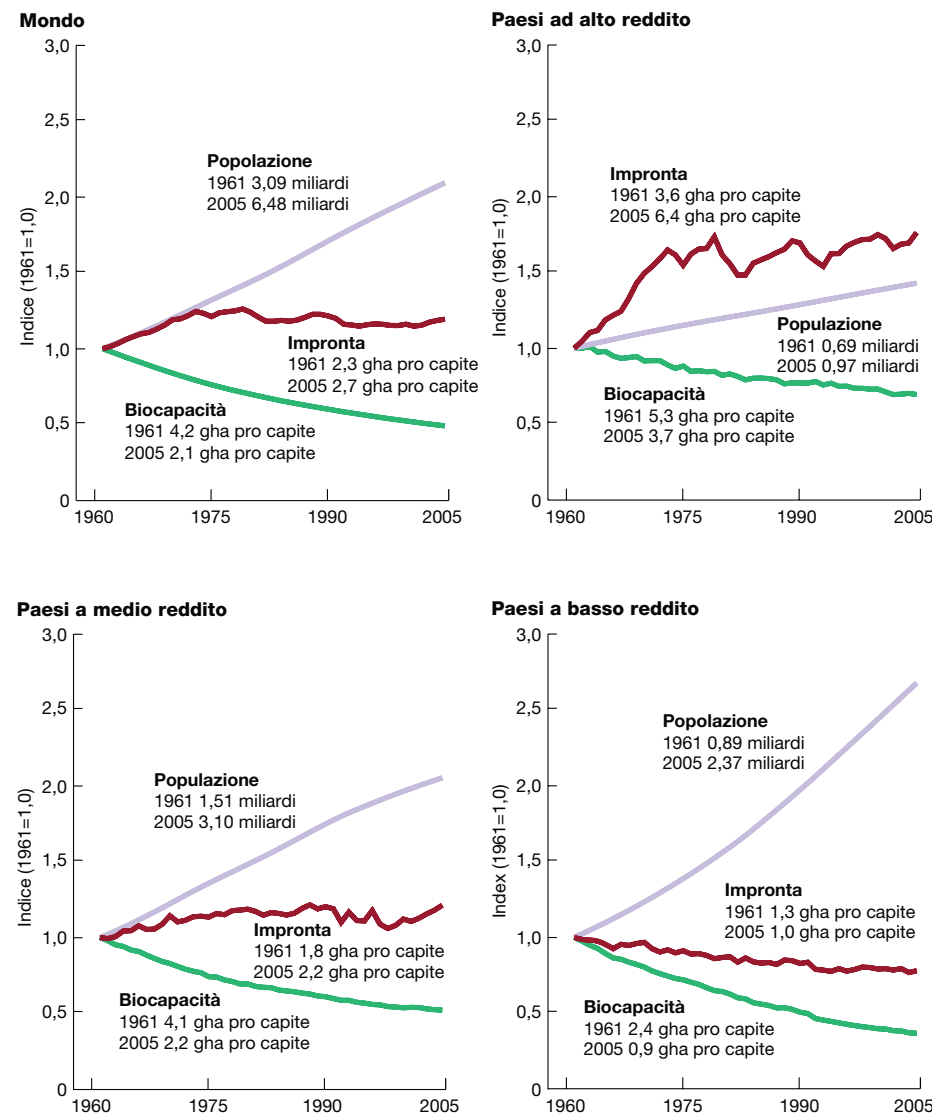 Mondo
3,0
2,5
2,0
1,5
1,0
0,5
0
Indice (1961=1,0)
Popolazione
1961 3,09 miliardi
2005 6,48 miliardi
Impronta
1961 2,3 gha pro capite
2005 2,7 gha pro capite
Biocapacità
1961 4,2 gha pro capite
2005 2,1 gha pro capite
1960 1975 1990 2005
Paesi ad alto reddito
3,0
2,5
2,0
1,5
1,0
0,5
0
Indice (1961=1,0)
Impronta
1961 3,6 gha pro capite
2005 6,4 gha pro capite
Populazione
1961 0,69 miliardi
2005 0,97 miliardi
Biocapacità
1961 5,3 gha pro capite
2005 3,7 gha pro capite
1960 1975 1990 2005
Paesi a medio reddito
3,0
2,5
2,0
1,5
1,0
0,5
0
Indice (1961=1,0)
Populazione
1961 1,51 miliardi
2005 3,10 miliardi
Impronta
1961 1,8 gha pro capite
2005 2,2 gha pro capite
Biocapacità
1961 4,1 gha pro capite
2005 2,2 gha pro capite
1960 1975 1990 2005
Paesi a basso reddito
3,0
2,5
2,0
1,5
1,0
0,5
0
Index (1961=1,0)
Popolazione
1961 0,89 miliardi
2005 2,37 miliardi
Impronta
1961 1,3 gha pro capite
2005 1,0 gha pro capite
Biocapacità
1961 2,4 gha pro capite
2005 0,9 gha pro capite
1960 1975 1990 2005